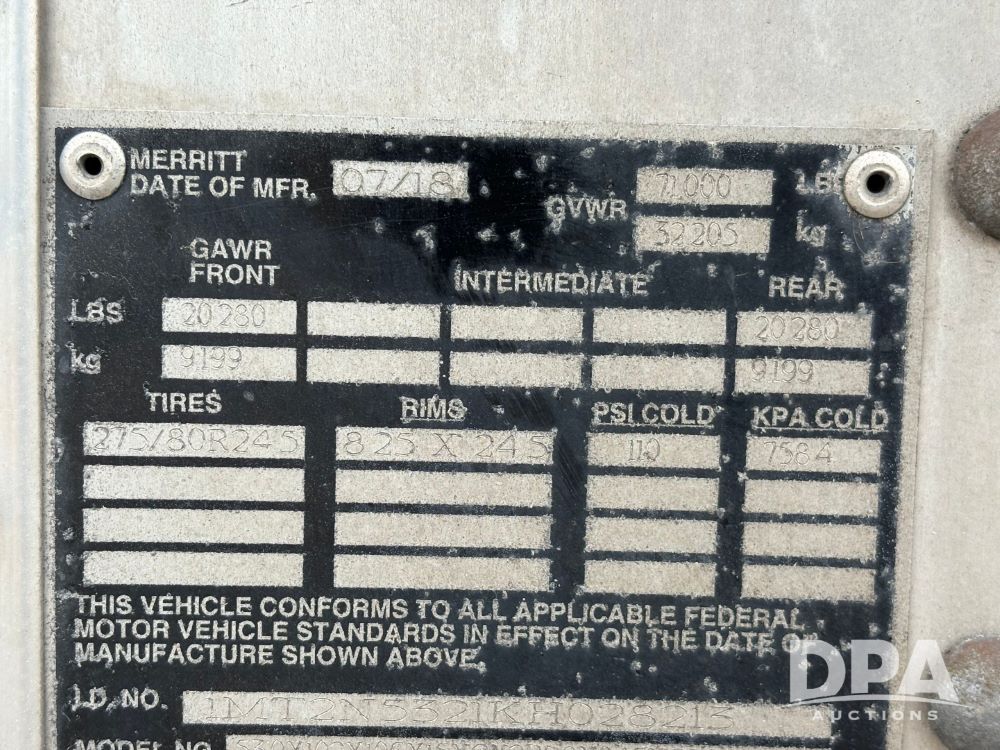 MERRITT
DATE OF MFR. 07/18
GVWR 71000 LBS
32205 kg
GAWR
FRONT INTERMEDIATE REAR
LBS 20280 20280
kg 9199 9199
TIRES RIMS PSI COLD KPA COLD
275/80R24.5 8.25 X 24.5 110 758.4
THIS VEHICLE CONFORMS TO ALL APPLICABLE FEDERAL
MOTOR VEHICLE STANDARDS IN EFFECT ON THE DATE OF
MANUFACTURE SHOWN ABOVE.
I.D. NO. 1MT2N5321KH028213
MODEL NO
DPA
AUCTIONS